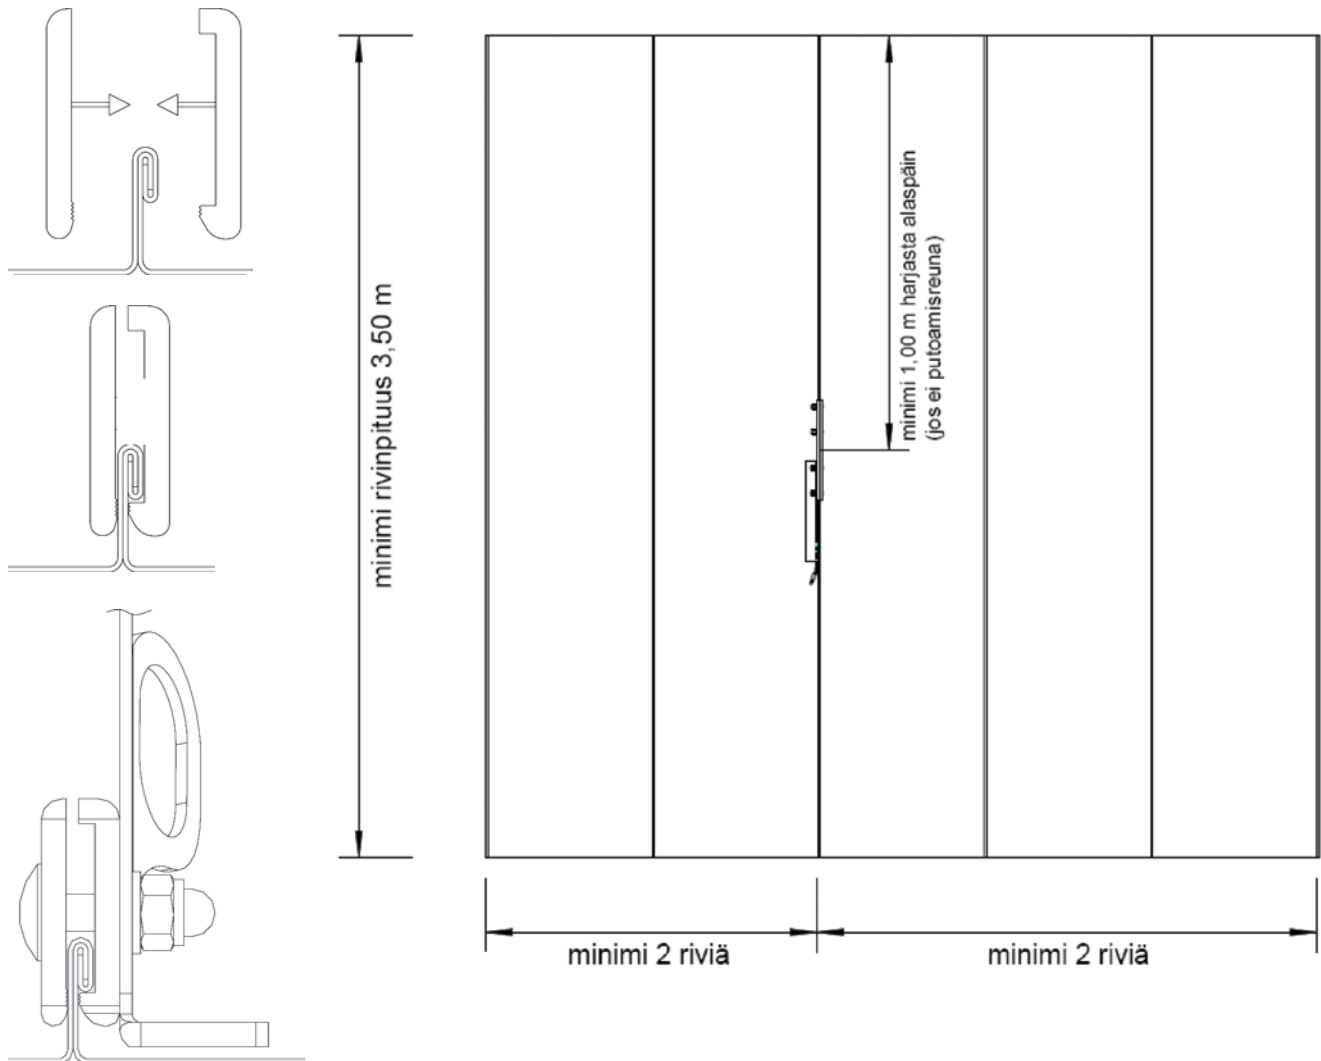 minimi rivinpituus 3,50 m
minimi 1,00 m harjasta alaspäin
(jos ei putoamisreuna)
minimi 2 riviä
minimi 2 riviä